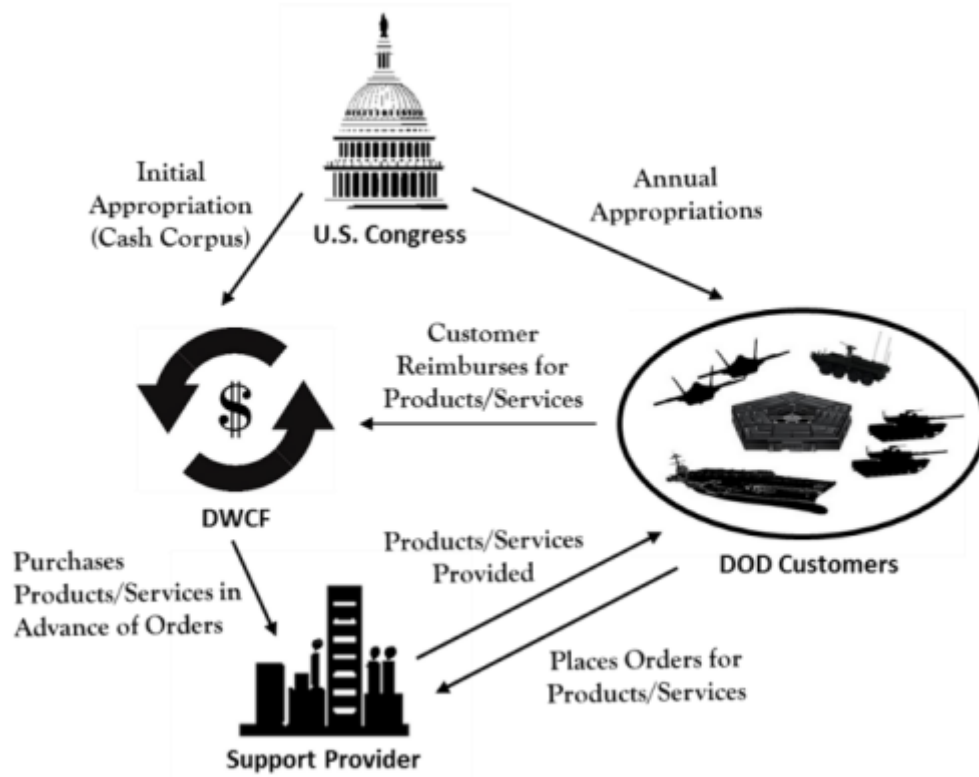 Initial
Appropriation
(Cash Corpus)
U.S. Congress
Annual
Appropriations
Customer
Reimburses for
Products/Services
$
DWCF
DOD Customers
Purchases
Products/Services in
Advance of Orders
Products/Services
Provided
Places Orders for
Products/Services
Support Provider